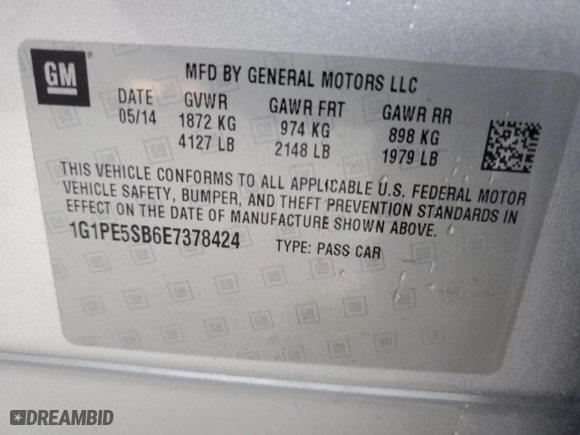 GM
MFD BY GENERAL MOTORS LLC
DATE GVWR GAWR FRT GAWR RR
05/14 1872 KG 974 KG 898 KG
4127 LB 2148 LB 1979 LB
THIS VEHICLE CONFORMS TO ALL APPLICABLE U.S. FEDERAL MOTOR
VEHICLE SAFETY, BUMPER, AND THEFT PREVENTION STANDARDS IN
EFFECT ON THE DATE OF MANUFACTURE SHOWN ABOVE.
1G1PE5SB6E7378424 TYPE: PASS CAR
DREAMBID